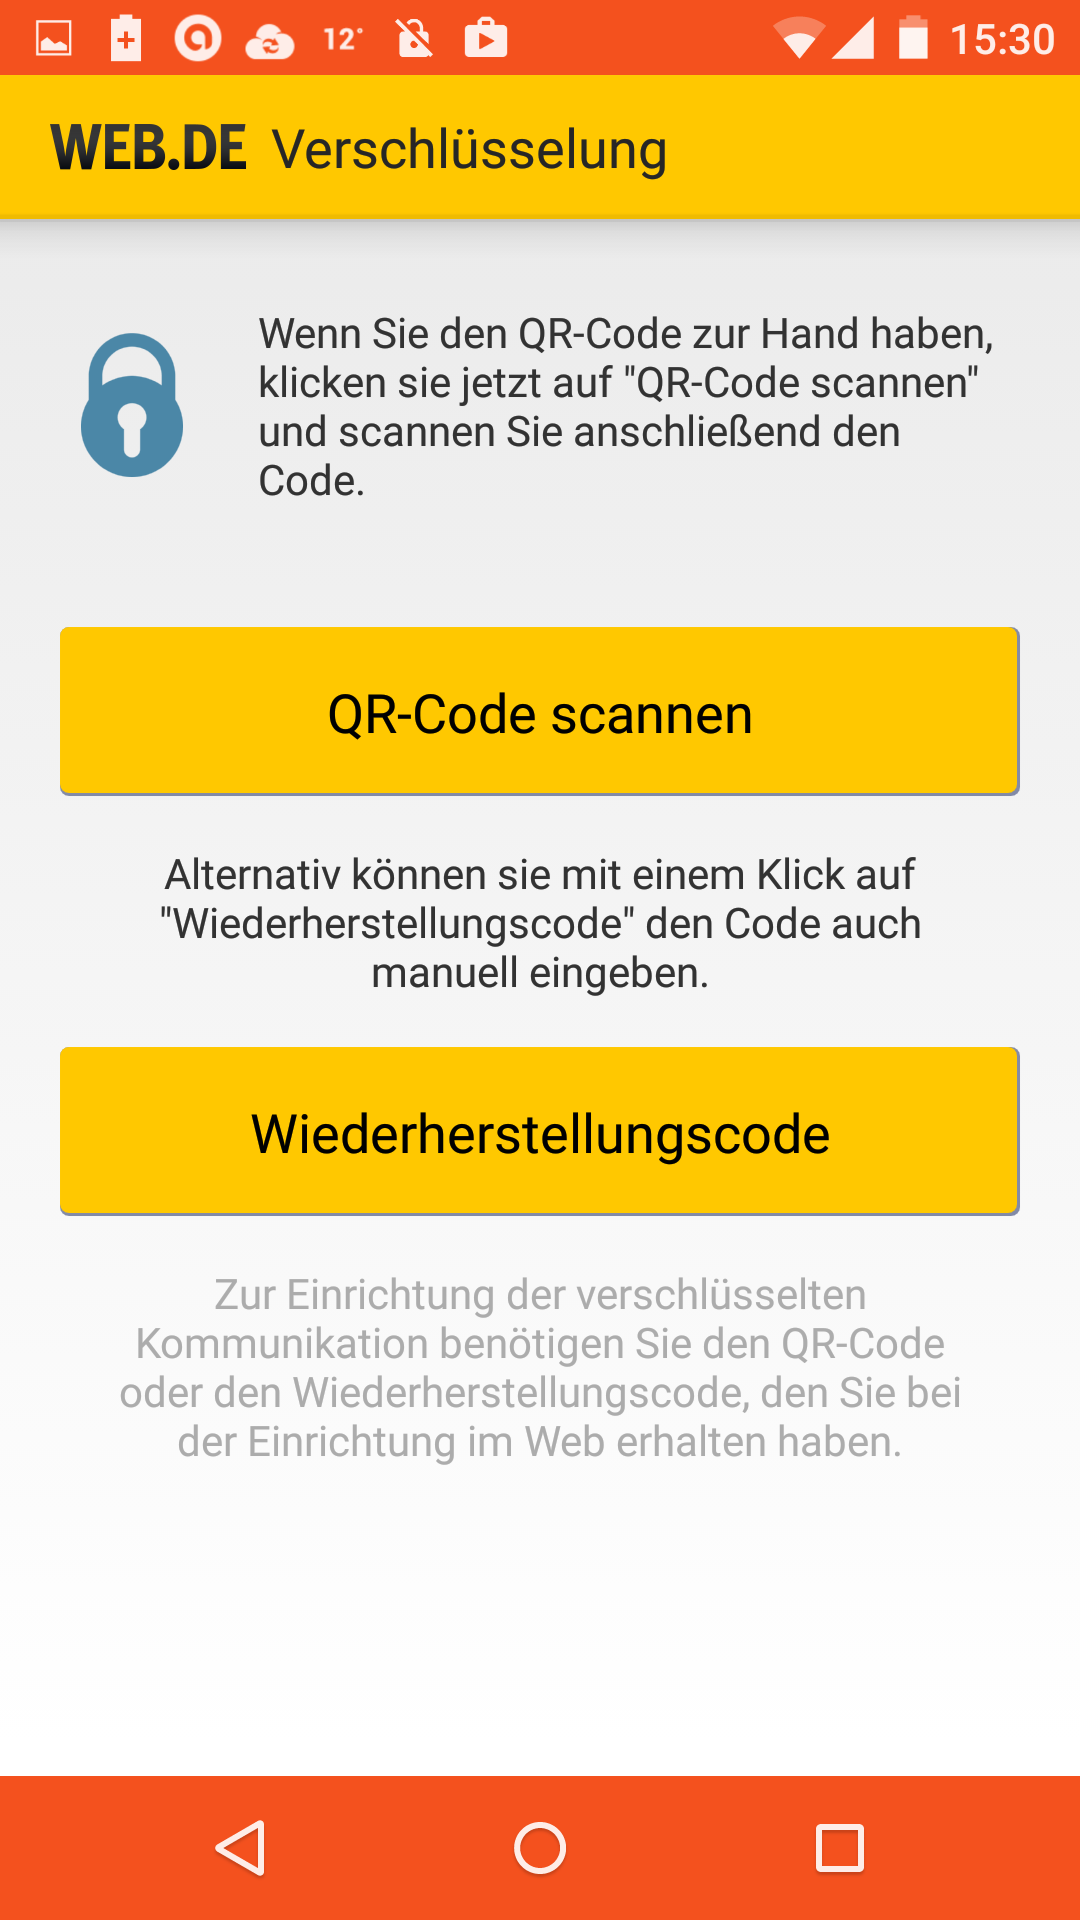 12°
15:30
WEB.DE Verschlüsselung
Wenn Sie den QR-Code zur Hand haben,
klicken sie jetzt auf "QR-Code scannen"
und scannen Sie anschließend den
Code.
QR-Code scannen
Alternativ können sie mit einem Klick auf
"Wiederherstellungscode" den Code auch
manuell eingeben.
Wiederherstellungscode
Zur Einrichtung der verschlüsselten
Kommunikation benötigen Sie den QR-Code
oder den Wiederherstellungscode, den Sie bei
der Einrichtung im Web erhalten haben.